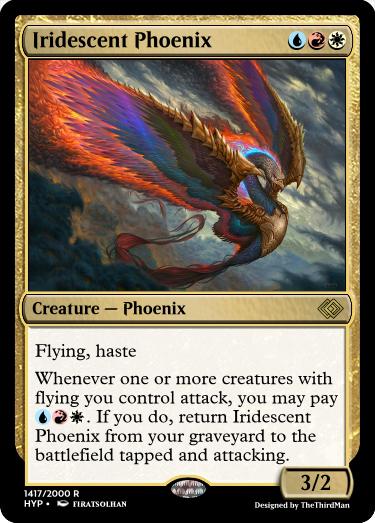 Iridescent Phoenix
Creature — Phoenix
Flying, haste
Whenever one or more creatures with
flying you control attack, you may pay
. If you do, return Iridescent
Phoenix from your graveyard to the
battlefield tapped and attacking.
3/2
1417/2000 R
HYP • FIRATSOLHAN
Designed by TheThirdMan